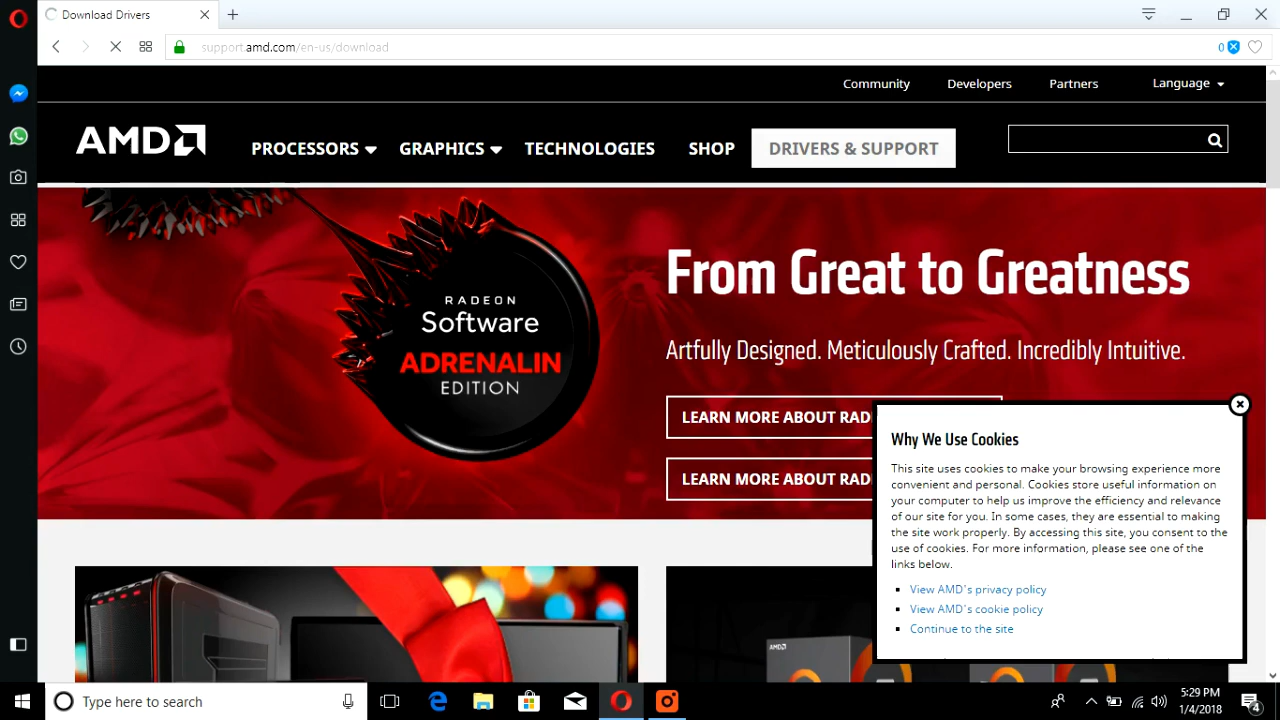 Download Drivers
support.amd.com/en-us/download
0
Community Developers Partners Language
AMD PROCESSORS GRAPHICS TECHNOLOGIES SHOP DRIVERS & SUPPORT
RADEON
Software
ADRENALIN
EDITION
From Great to Greatness
Artfully Designed. Meticulously Crafted. Incredibly Intuitive.
LEARN MORE ABOUT RAD
LEARN MORE ABOUT RAD
Why We Use Cookies
This site uses cookies to make your browsing experience more
convenient and personal. Cookies store useful information on
your computer to help us improve the efficiency and relevance
of our site for you. In some cases, they are essential to making
the site work properly. By accessing this site, you consent to the
use of cookies. For more information, please see one of the
links below.
View AMD's privacy policy
View AMD's cookie policy
Continue to the site
AMD
Type here to search
5:29 PM
1/4/2018
4